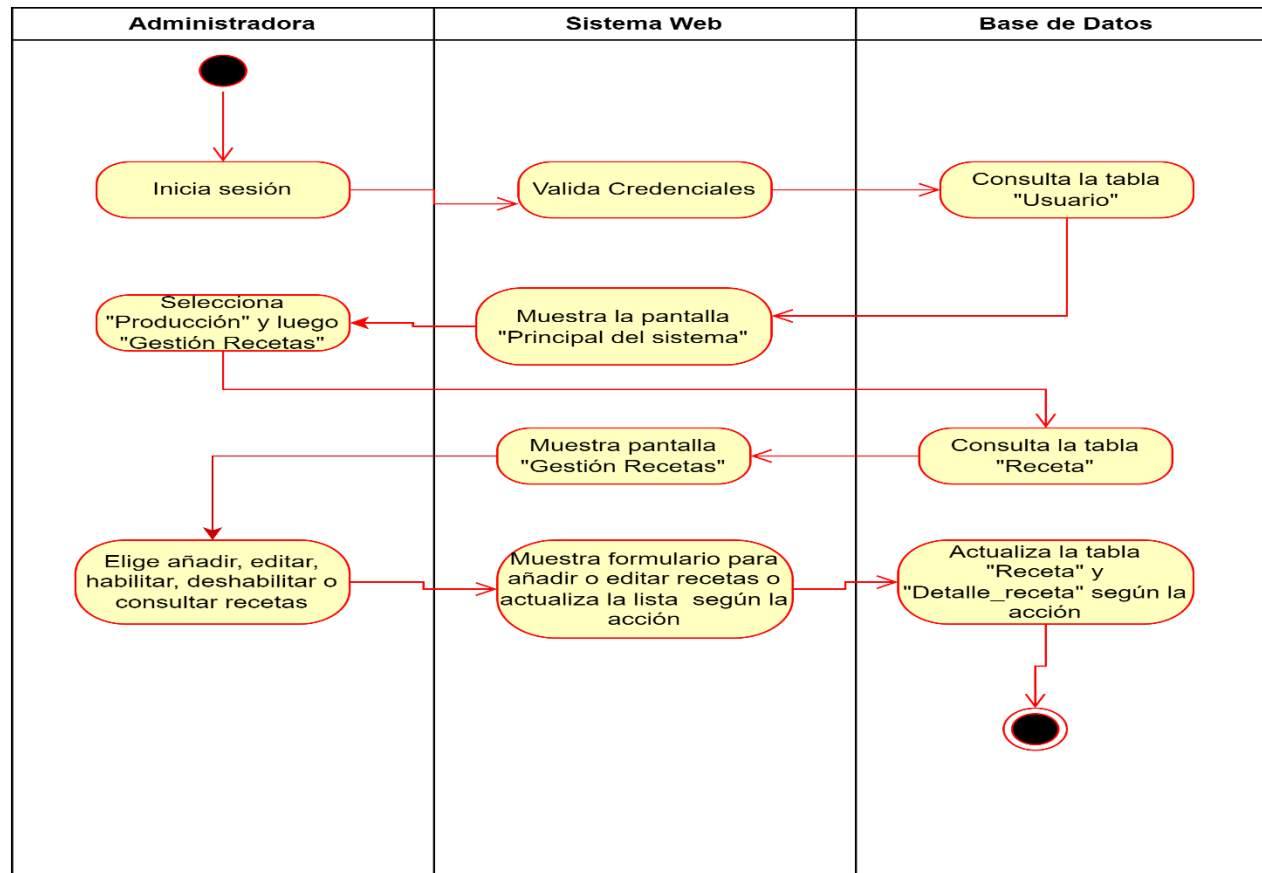 Administradora
Sistema Web
Base de Datos
Inicia sesión
Valida Credenciales
Consulta la tabla
"Usuario"
Selecciona
"Producción" y luego
"Gestión Recetas"
Muestra la pantalla
"Principal del sistema"
Muestra pantalla
"Gestión Recetas"
Consulta la tabla
"Receta"
Elige añadir, editar,
habilitar, deshabilitar o
consultar recetas
Muestra formulario para
añadir o editar recetas o
actualiza la lista según la
acción
Actualiza la tabla
"Receta" y
"Detalle_receta" según la
acción